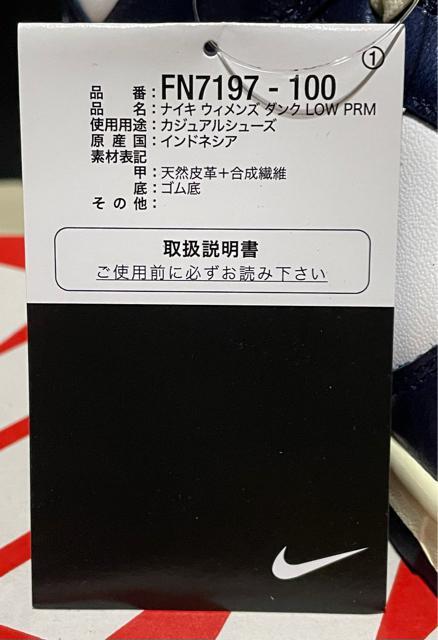 ①
品番：FN7197 - 100
品名：ナイキ ウィメンズ ダンク LOW PRM
使用用途：カジュアルシューズ
原産国：インドネシア
素材表記
甲：天然皮革＋合成繊維
底：ゴム底
その他：
取扱説明書
ご使用前に必ずお読み下さい